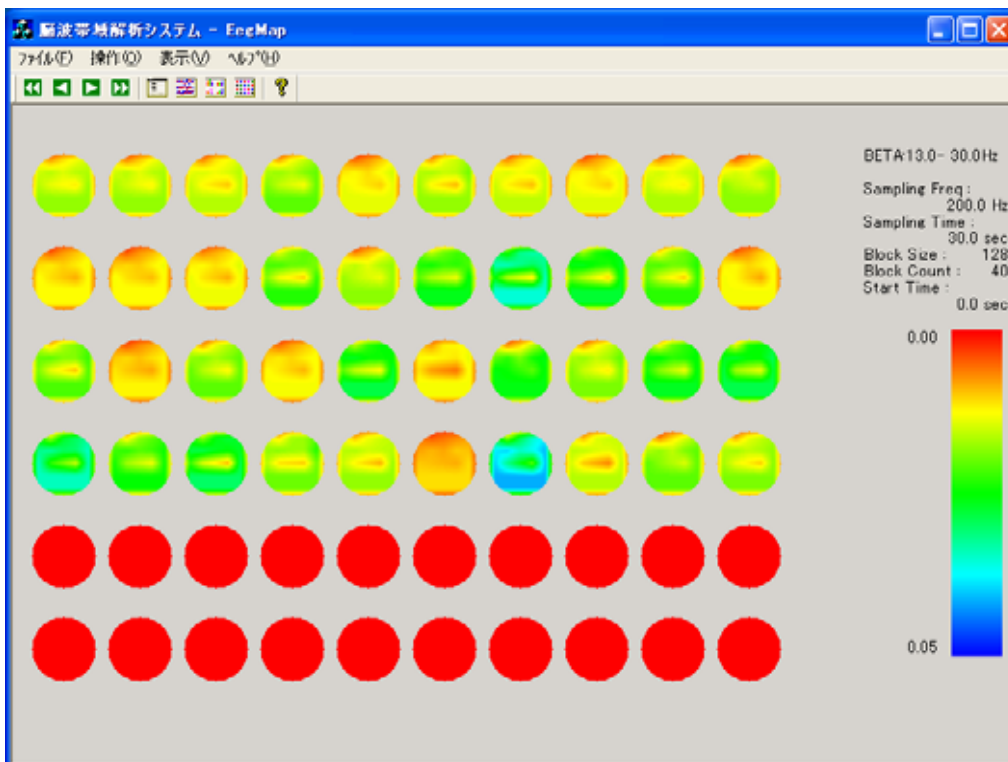 脳波帯域解析システム - EegMap
ファイル(F) 操作(O) 表示(V) ヘルプ(H)
BETA:13.0- 30.0Hz
Sampling Freq :
200.0 Hz
Sampling Time :
30.0 sec
Block Size : 128
Block Count : 40
Start Time :
0.0 sec
0.00
0.05